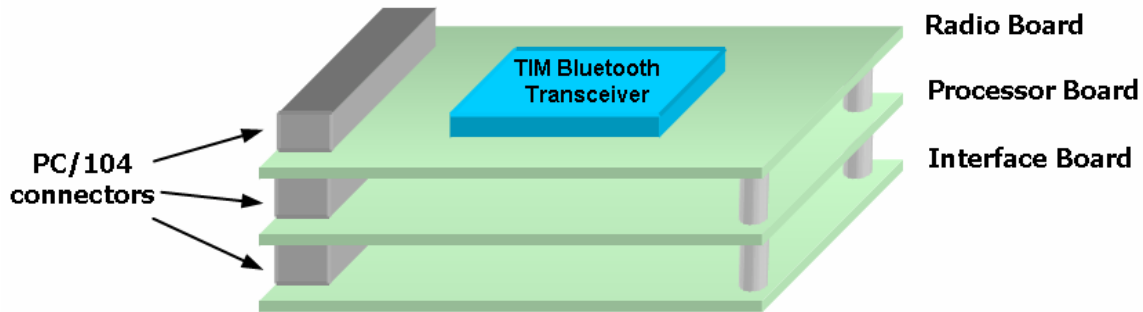 Radio Board
TIM Bluetooth
Transceiver
Processor Board
PC/104
connectors
Interface Board